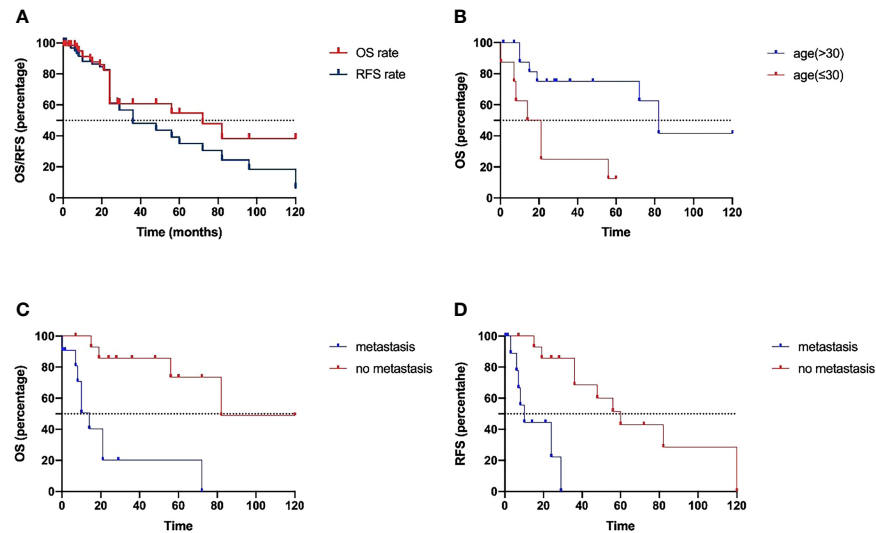 A
OS rate
RFS rate
OS/RFS (percentage)
100
80
60
40
20
0
0 20 40 60 80 100 120
Time (months)
B
age(>30)
age(≤30)
OS (percentage)
100
80
60
40
20
0
0 20 40 60 80 100 120
Time
C
metastasis
no metastasis
OS (percentage)
100
80
60
40
20
0
0 20 40 60 80 100 120
Time
D
metastasis
no metastasis
RFS (percentahe)
100
80
60
40
20
0
0 20 40 60 80 100 120
Time